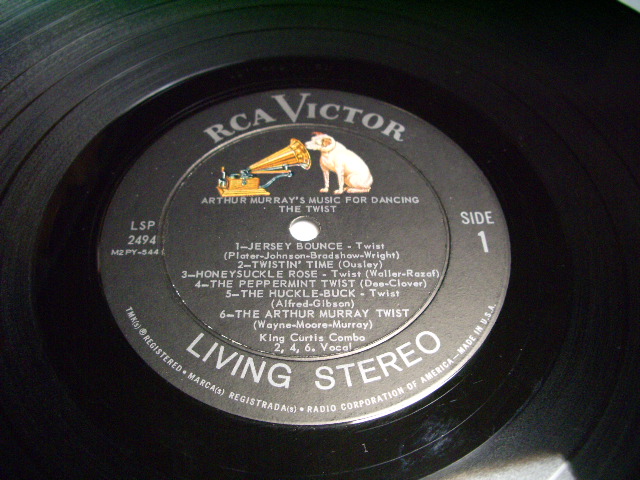 RCA VICTOR
ARTHUR MURRAY'S MUSIC FOR DANCING
THE TWIST
LSP
2494
SIDE
1
1—JERSEY BOUNCE - Twist
(Plater-Johnson-Bradshaw-Wright)
2—TWISTIN' TIME (Ousley)
3—HONEYSUCKLE ROSE - Twist (Waller-Razaf)
4—THE PEPPERMINT TWIST (Dee-Glover)
5—THE HUCKLE-BUCK - Twist
(Alfred-Gibson)
6—THE ARTHUR MURRAY TWIST
(Wayne-Moore-Murray)
King Curtis Combo
2, 4, 6. Vocal
LIVING STEREO
TMK(s) ® REGISTERED • MARCA(s) REGISTRADA(s) • RADIO CORPORATION OF AMERICA—MADE IN U.S.A.